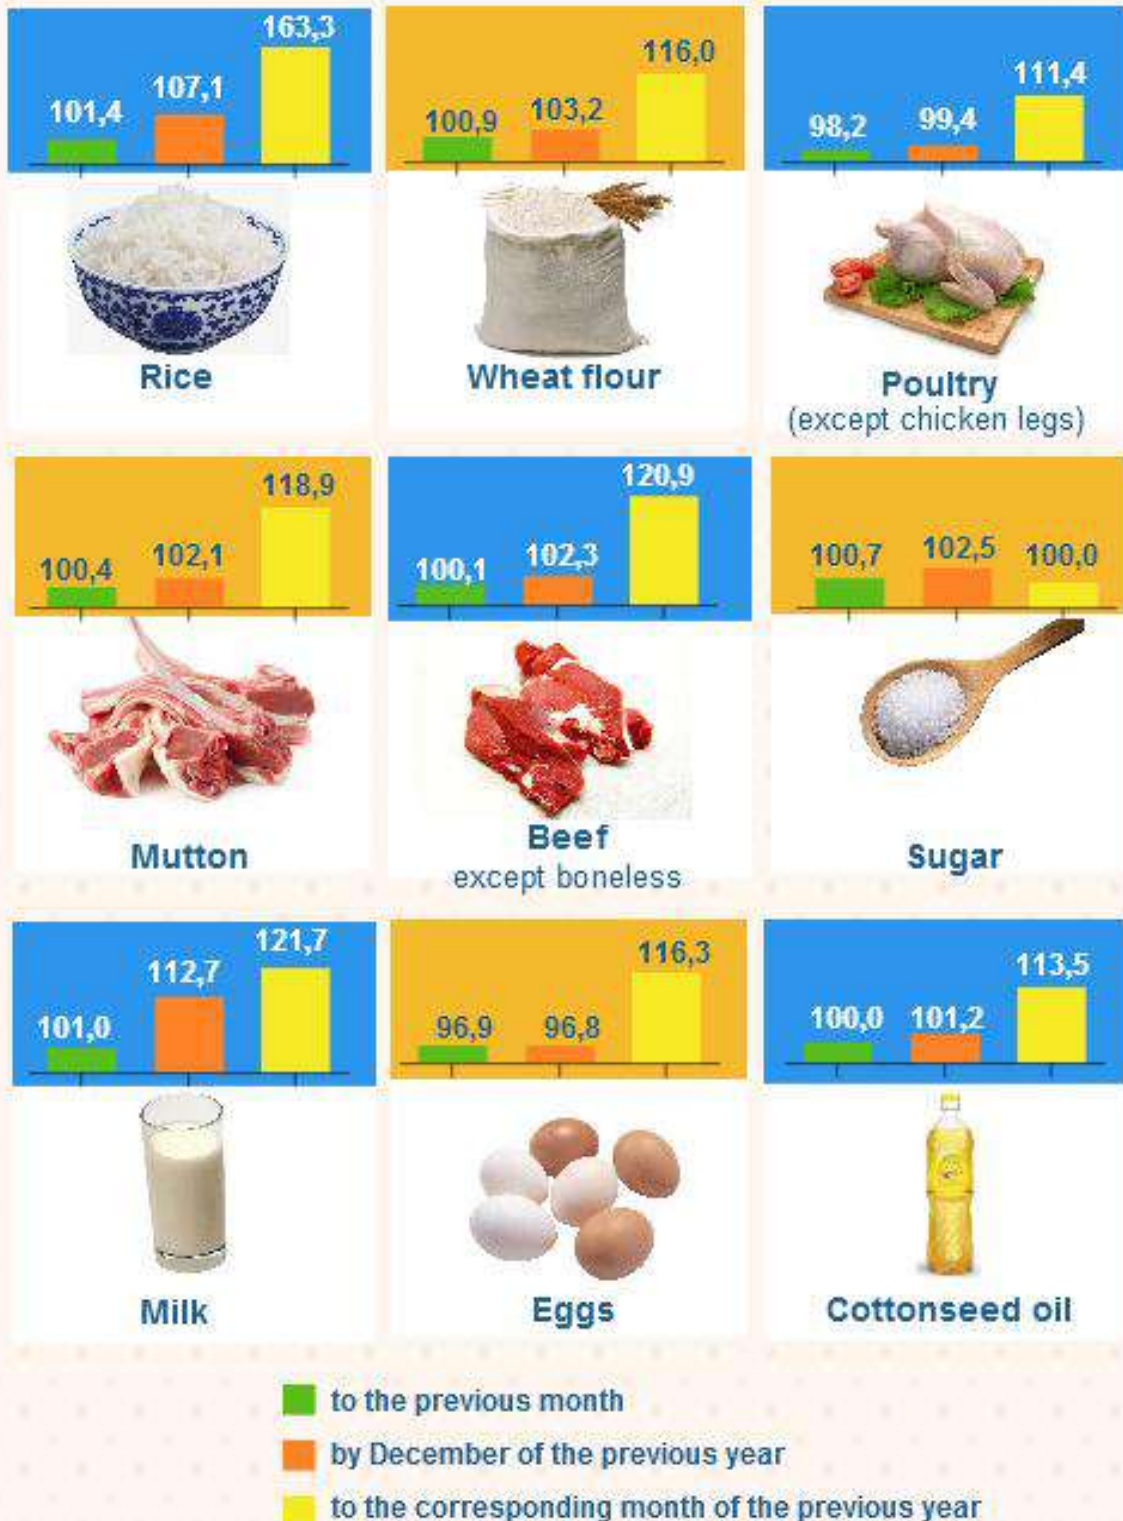 163,3
107,1
101,4
Rice
116,0
103,2
100,9
Wheat flour
111,4
99,4
98,2
Poultry
(except chicken legs)
118,9
102,1
100,4
Mutton
120,9
102,3
100,1
Beef
except boneless
100,7
102,5
100,0
Sugar
121,7
112,7
101,0
Milk
116,3
96,9
96,8
Eggs
113,5
100,0
101,2
Cottonseed oil
to the previous month
by December of the previous year
to the corresponding month of the previous year